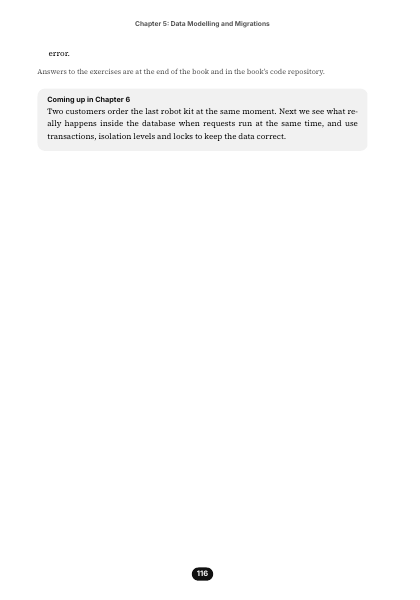 Chapter 5: Data Modelling and Migrations
error.
Answers to the exercises are at the end of the book and in the book's code repository.
Coming up in Chapter 6
Two customers order the last robot kit at the same moment. Next we see what re-
ally happens inside the database when requests run at the same time, and use
transactions, isolation levels and locks to keep the data correct.
116